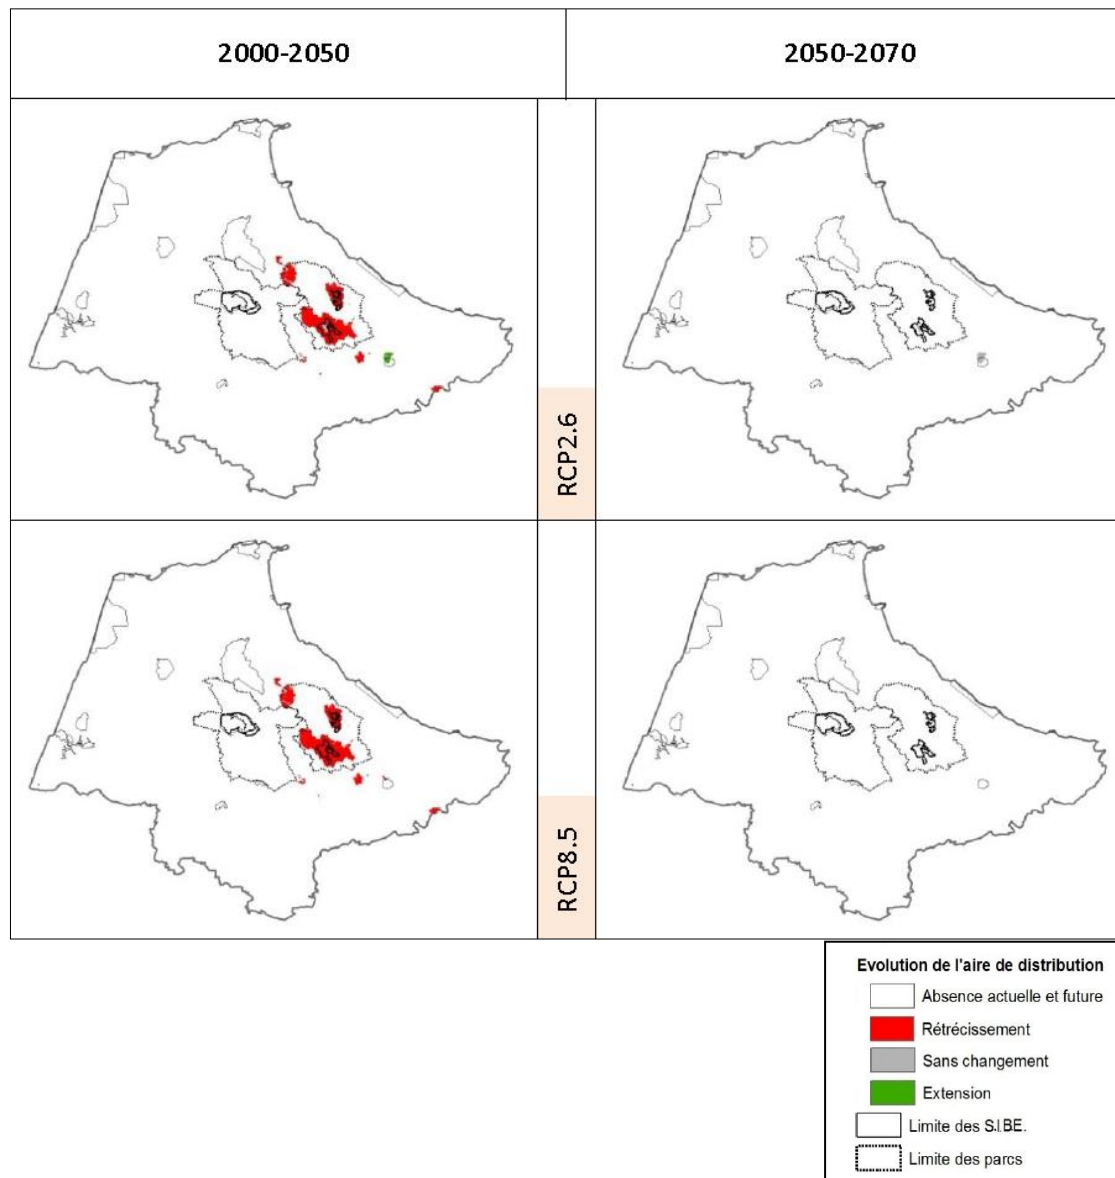 2000-2050
2050-2070
RCP2.6
RCP8.5
Evolution de l'aire de distribution
Absence actuelle et future
Rétrécissement
Sans changement
Extension
Limite des S.I.BE.
Limite des parcs